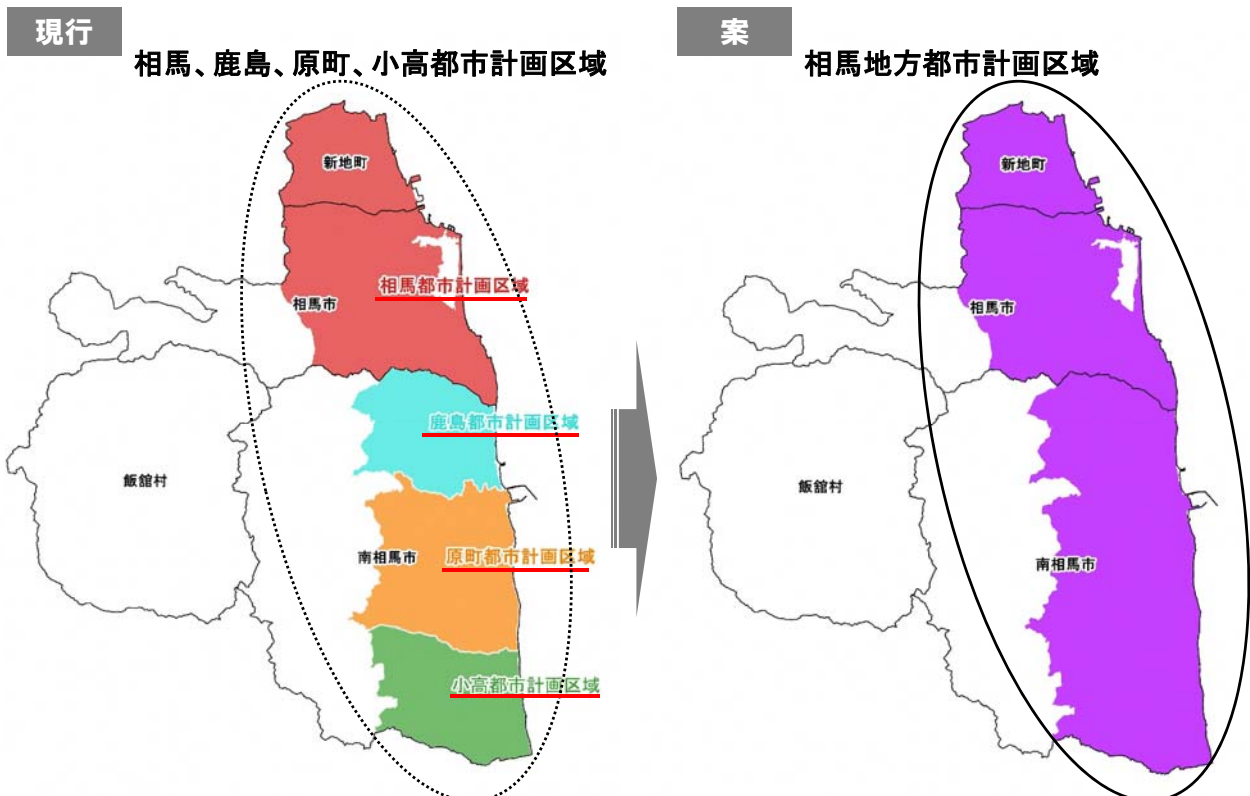 現行
相馬、鹿島、原町、小高都市計画区域
新地町
相馬都市計画区域
相馬市
鹿島都市計画区域
飯舘村
南相馬市
原町都市計画区域
小高都市計画区域
案
相馬地方都市計画区域
新地町
相馬市
飯舘村
南相馬市